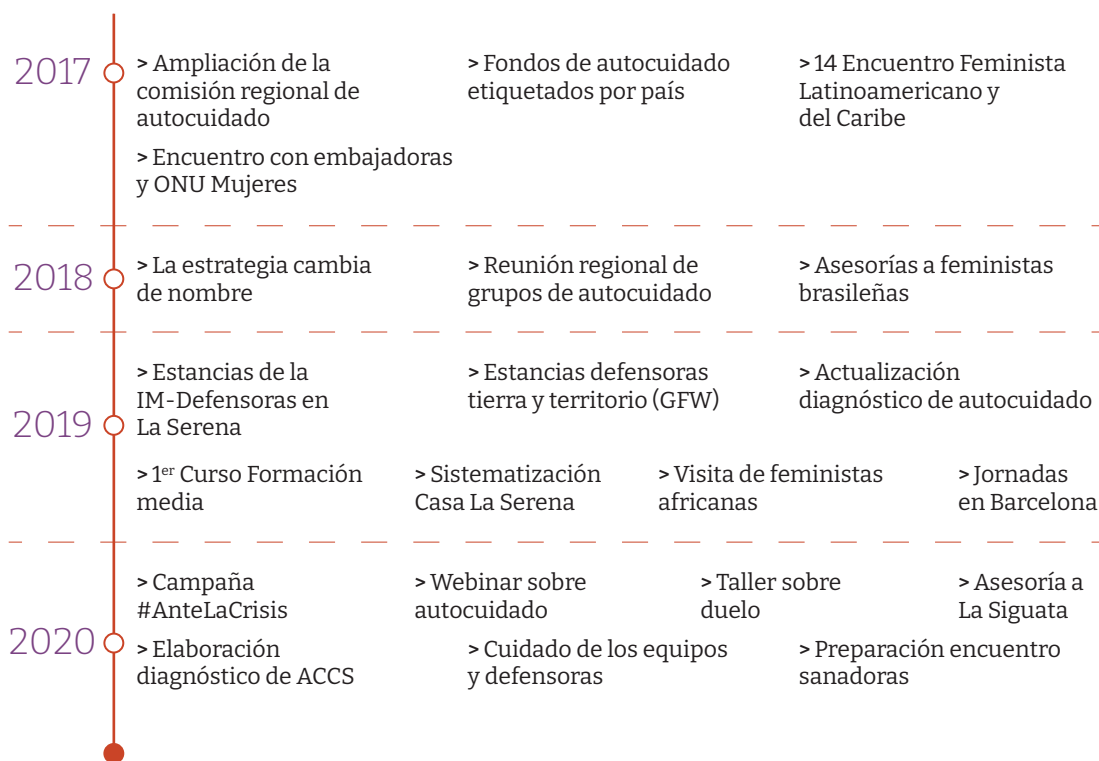 2017
> Ampliación de la
comisión regional de
autocuidado
> Fondos de autocuidado
etiquetados por país
> 14 Encuentro Feminista
Latinoamericano y
del Caribe
> Encuentro con embajadoras
y ONU Mujeres
2018
> La estrategia cambia
de nombre
> Reunión regional de
grupos de autocuidado
> Asesorías a feministas
brasileñas
2019
> Estancias de la
IM-Defensoras en
La Serena
> Estancias defensoras
tierra y territorio (GFW)
> Actualización
diagnóstico de autocuidado
> 1er Curso Formación
media
> Sistematización
Casa La Serena
> Visita de feministas
africanas
> Jornadas
en Barcelona
2020
> Campaña
#AnteLaCrisis
> Webinar sobre
autocuidado
> Taller sobre
duelo
> Asesoría a
La Siguata
> Elaboración
diagnóstico de ACCS
> Cuidado de los equipos
y defensoras
> Preparación encuentro
sanadoras